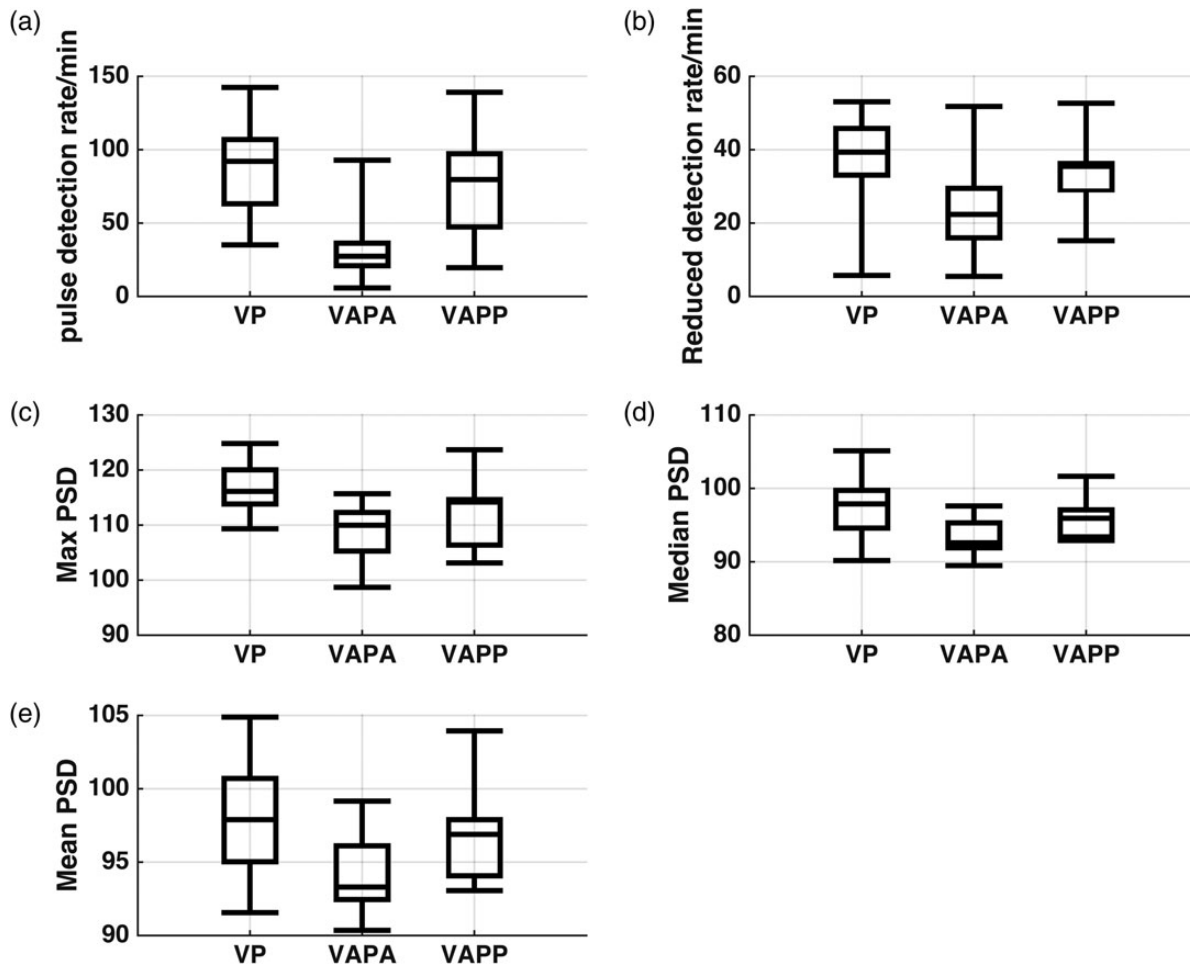 (a)
pulse detection rate/min
150
100
50
0
VP VAPA VAPP
(b)
Reduced detection rate/min
60
40
20
0
VP VAPA VAPP
(c)
Max PSD
130
120
110
100
90
VP VAPA VAPP
(d)
Median PSD
110
100
90
80
VP VAPA VAPP
(e)
Mean PSD
105
100
95
90
VP VAPA VAPP